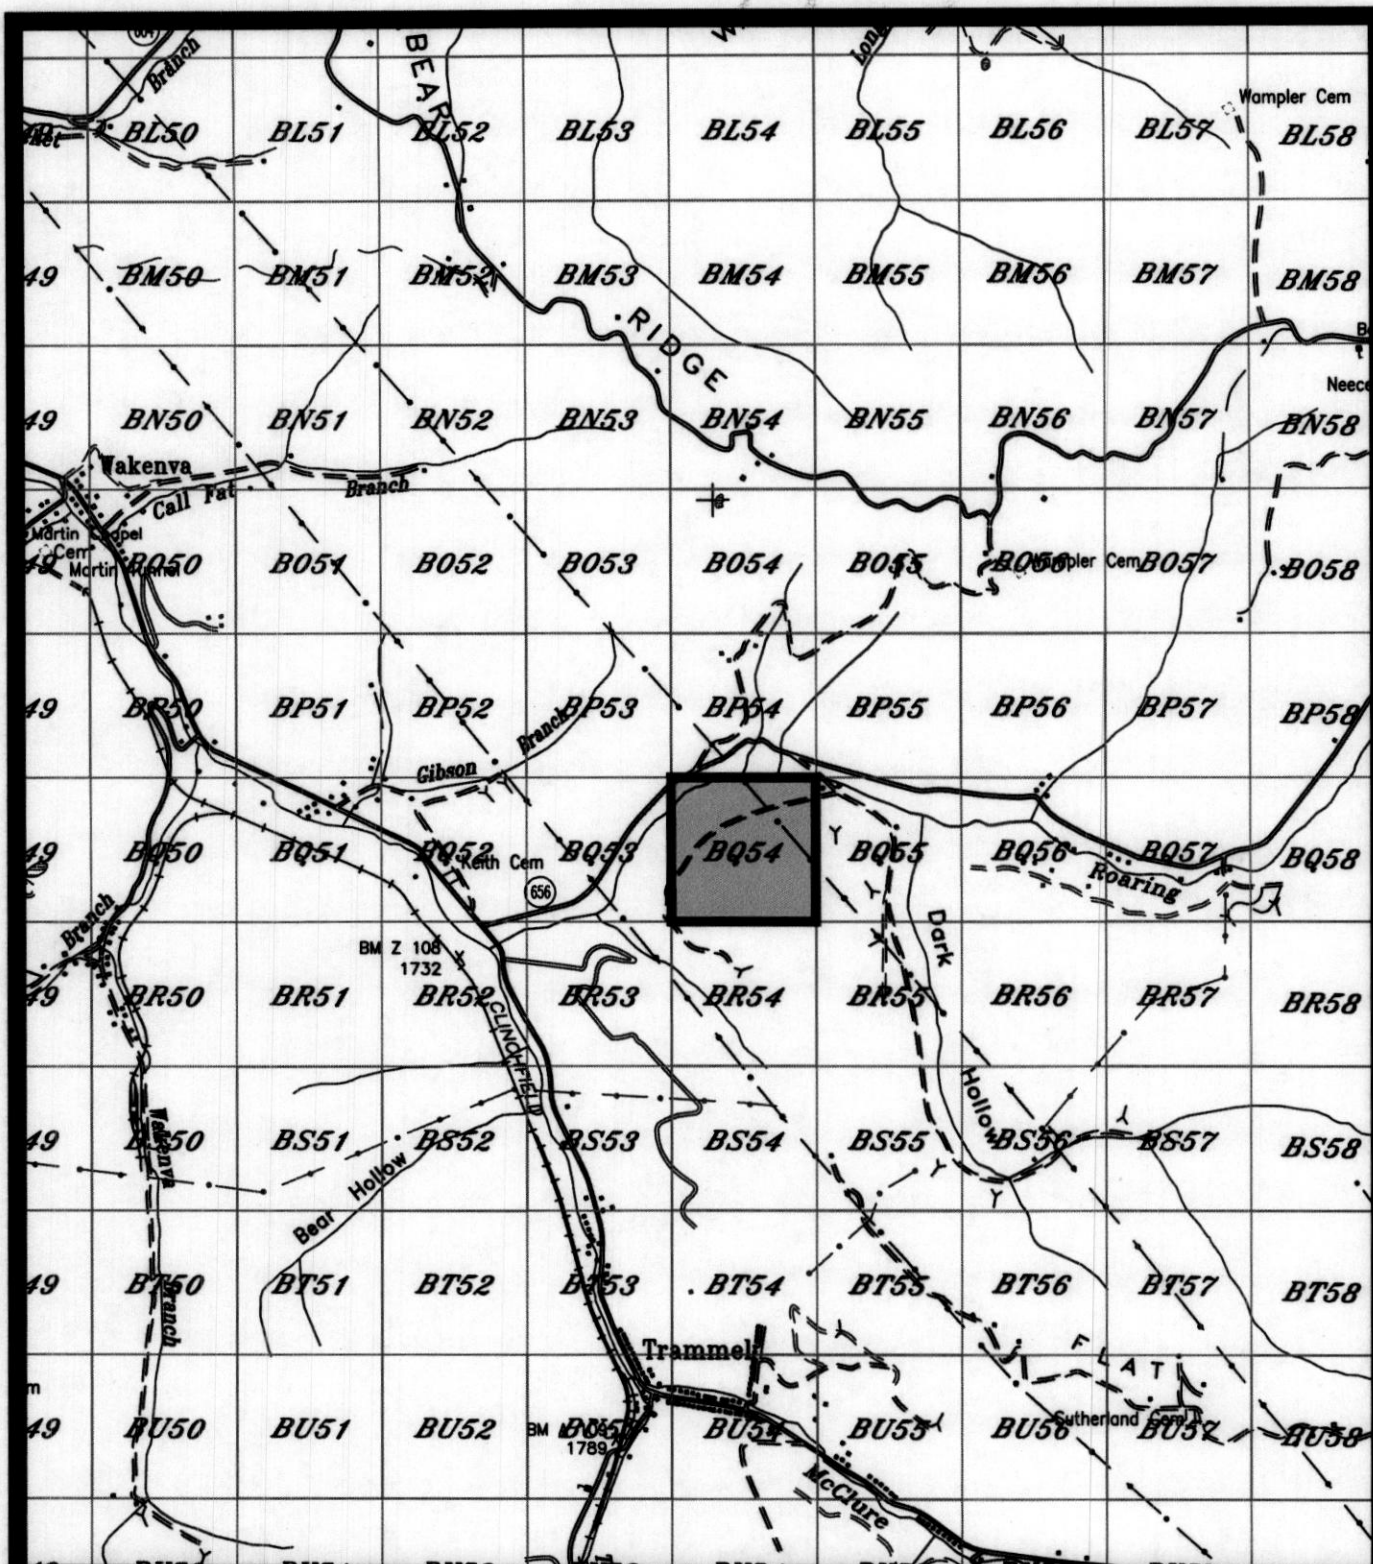 Branch
BEAR
Long
Wampler Cem
BL50 BL51 BL52 BL53 BL54 BL55 BL56 BL57 BL58
49 BM50 BM51 BM52 BM53 BM54 BM55 BM56 BM57 BM58
RIDGE
Neece
49 BN50 BN51 BN52 BN53 BN54 BN55 BN56 BN57 BN58
Wakenva
Call Fat Branch
Martin Chapel
Cem
49 BO50 BO51 BO52 BO53 BO54 BO55 BO56 Wampler Cem BO57 BO58
Martin Tunnel
49 BP50 BP51 BP52 BP53 BP54 BP55 BP56 BP57 BP58
Gibson Branch
49 BQ50 BQ51 BQ52 BQ53 BQ54 BQ55 BQ56 BQ57 BQ58
Keith Cem
656
Roaring
Branch
Dark
BM Z 108
1732
49 BR50 BR51 BR52 BR53 BR54 BR55 BR56 BR57 BR58
CLINCHFIELD
Hollow
49 BS50 BS51 BS52 BS53 BS54 BS55 BS56 BS57 BS58
Wakenva
Bear Hollow
49 BT50 BT51 BT52 BT53 BT54 BT55 BT56 BT57 BT58
Branch
Trammel
FLAT
Sutherland Cem
49 BU50 BU51 BU52 BU53 BU54 BU55 BU56 BU57 BU58
BM
1789
McClure